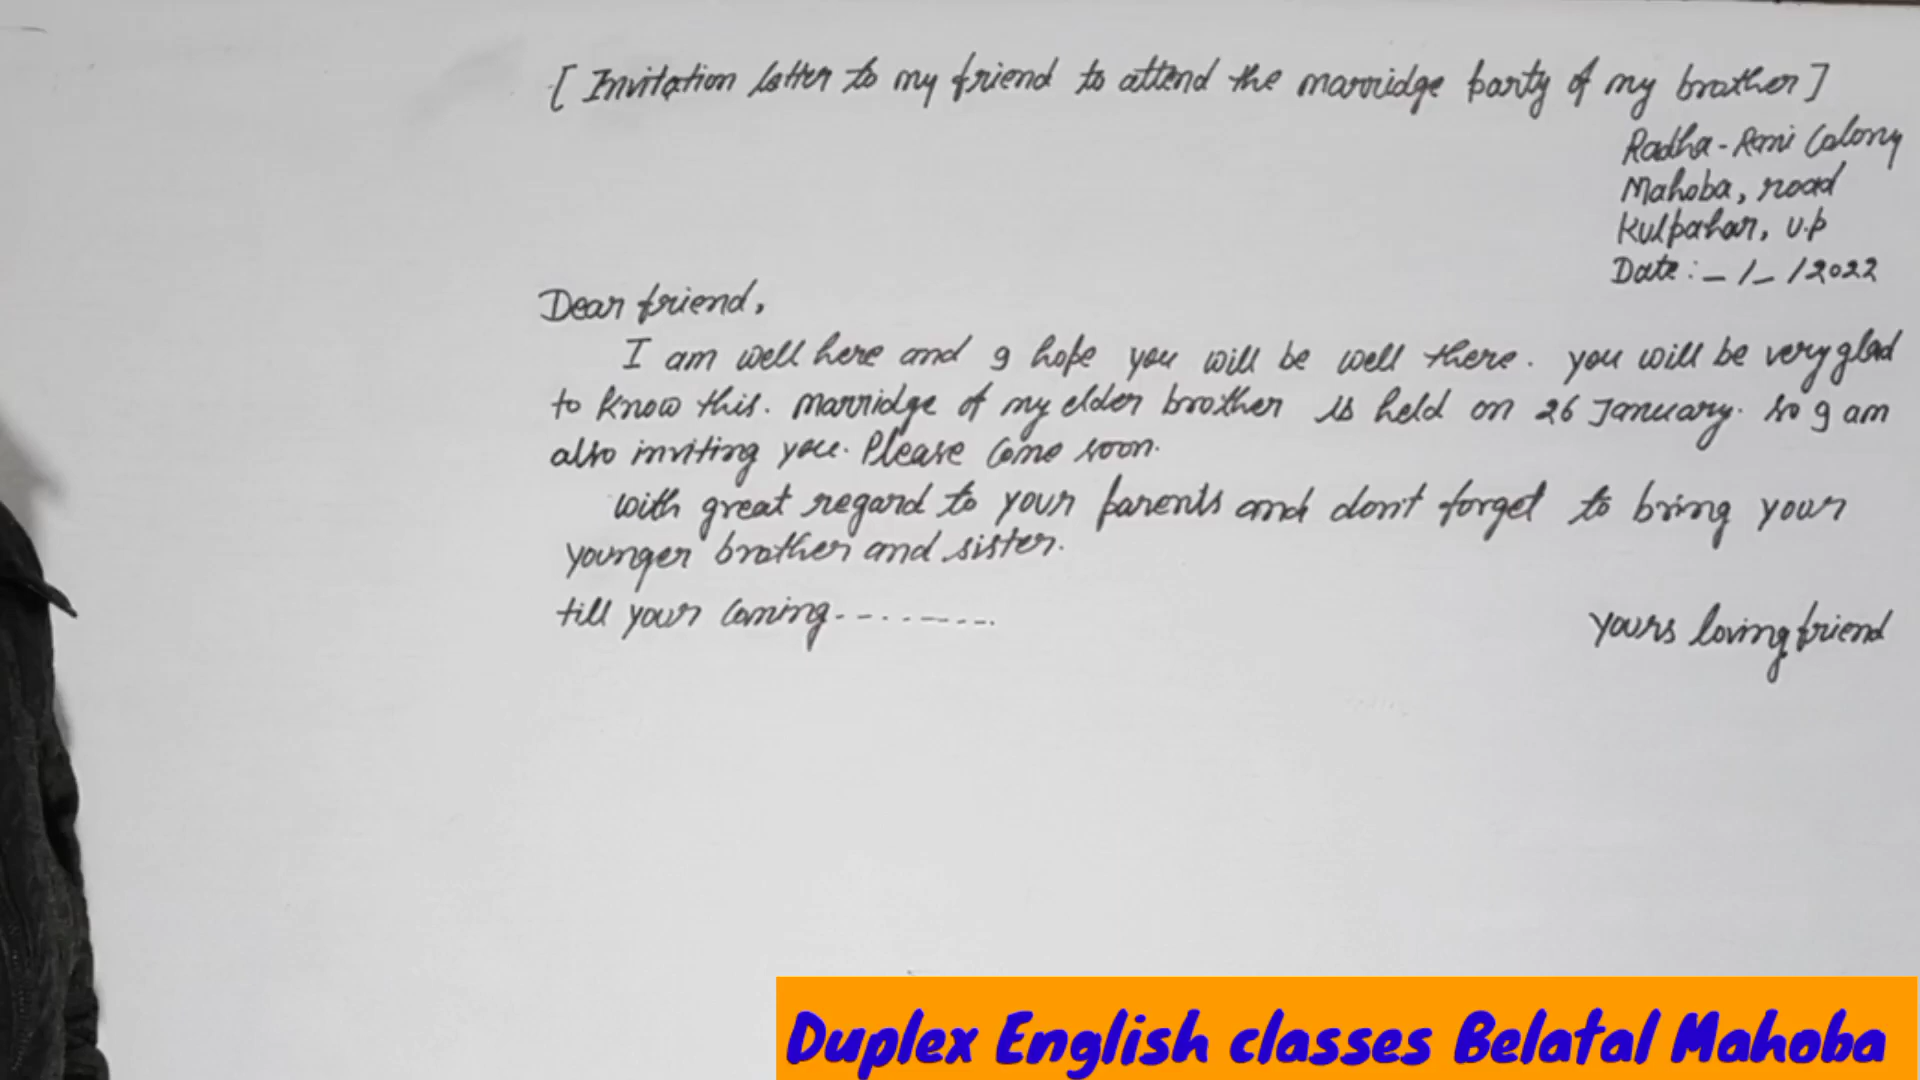 [ Invitation latter to my friend to attend the marridge party of my brother ]
Radha-Rani Colony
Mahoba, road
Kulpahar, U.p
Date: _ / _ /2022
Dear friend,
I am well here and I hope you will be well there. you will be very glad
to know this. marridge of my elder brother is held on 26 January. so I am
also inviting you. Please come soon.
with great regard to your parents and don't forget to bring your
younger brother and sister.
till your coming..........
yours loving friend
Duplex English classes Belatal Mahoba